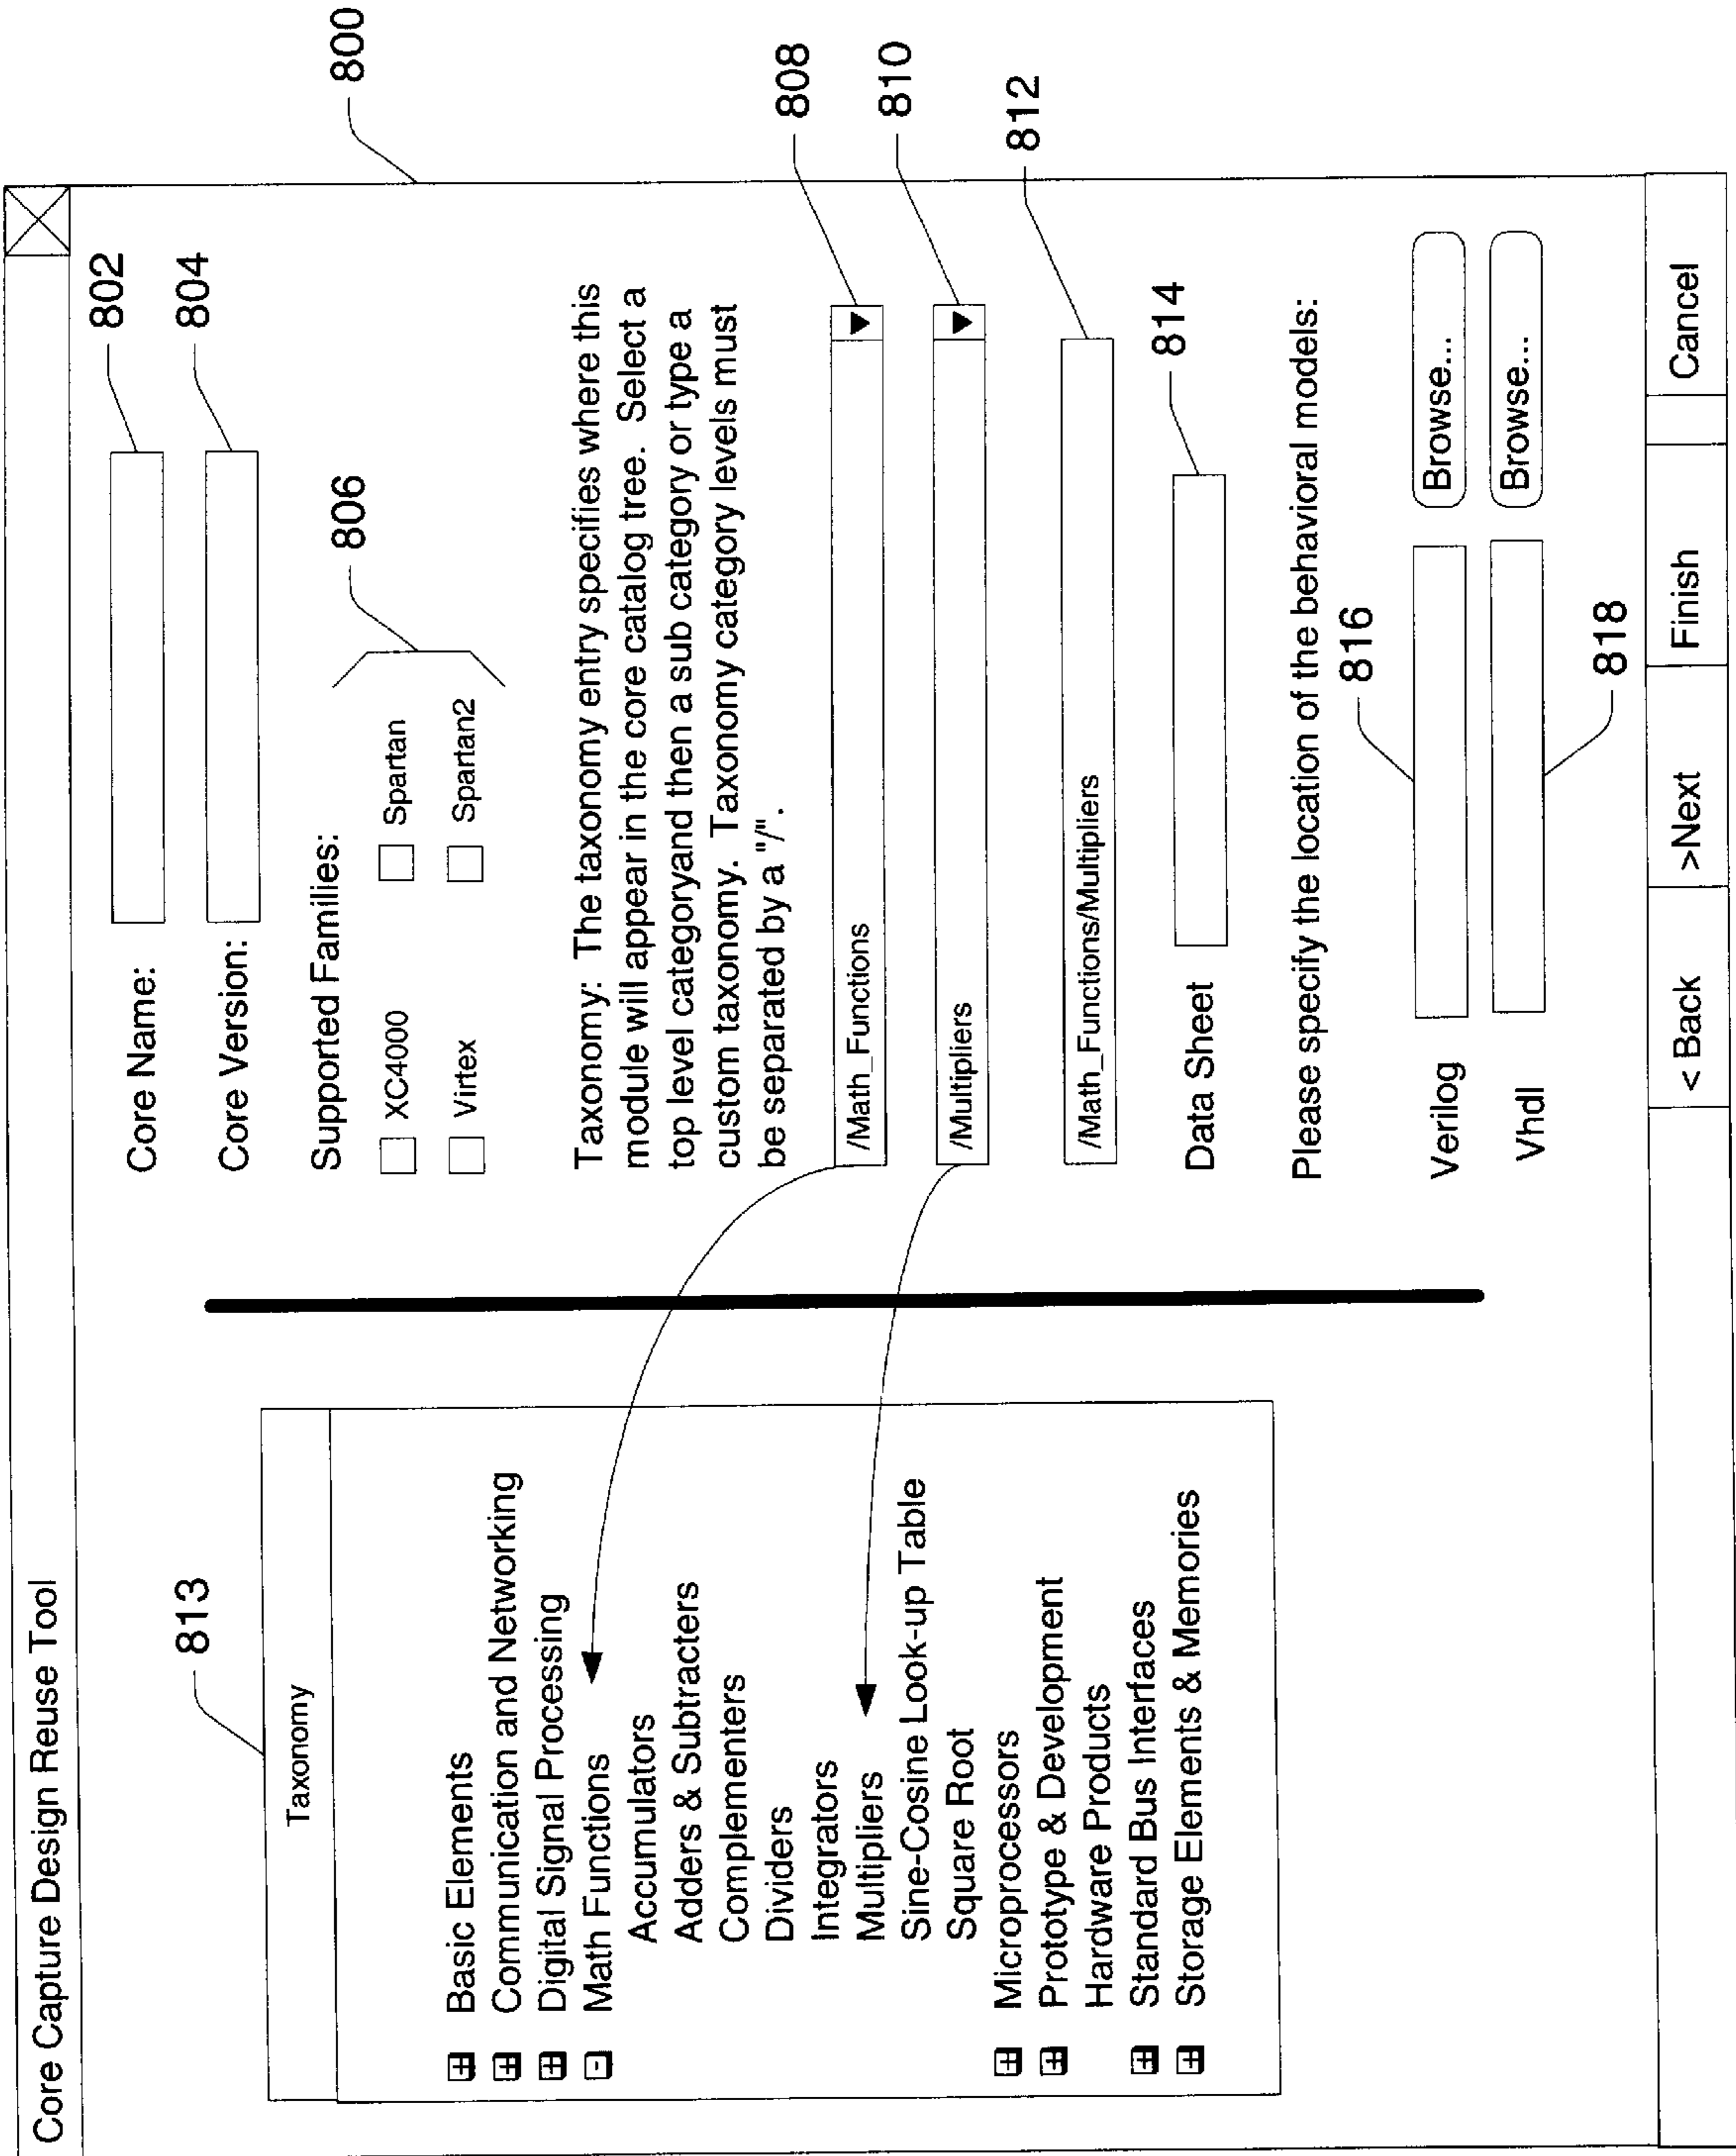 Core Capture Design Reuse Tool
800
813
Taxonomy
Basic Elements
Communication and Networking
Digital Signal Processing
Math Functions
Accumulators
Adders & Subtracters
Complementers
Dividers
Integrators
Multipliers
Sine-Cosine Look-up Table
Square Root
Microprocessors
Prototype & Development
Hardware Products
Standard Bus Interfaces
Storage Elements & Memories
Core Name:
802
Core Version:
804
Supported Families:
806
XC4000 Spartan
Virtex Spartan2
Taxonomy: The taxonomy entry specifies where this
module will appear in the core catalog tree. Select a
top level categoryand then a sub category or type a
custom taxonomy. Taxonomy category levels must
be separated by a "/".
/Math_Functions
808
/Multipliers
810
/Math_Functions/Multipliers
812
Data Sheet
814
Please specify the location of the behavioral models:
816
Verilog Browse...
Vhdl Browse...
818
< Back >Next Finish Cancel